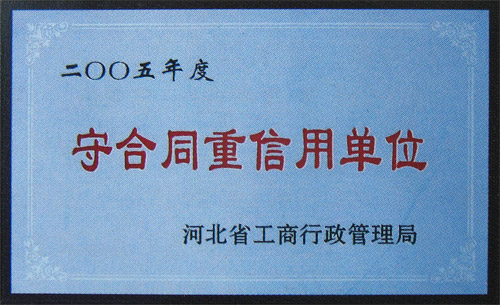 二〇〇五年度
守合同重信用单位
河北省工商行政管理局